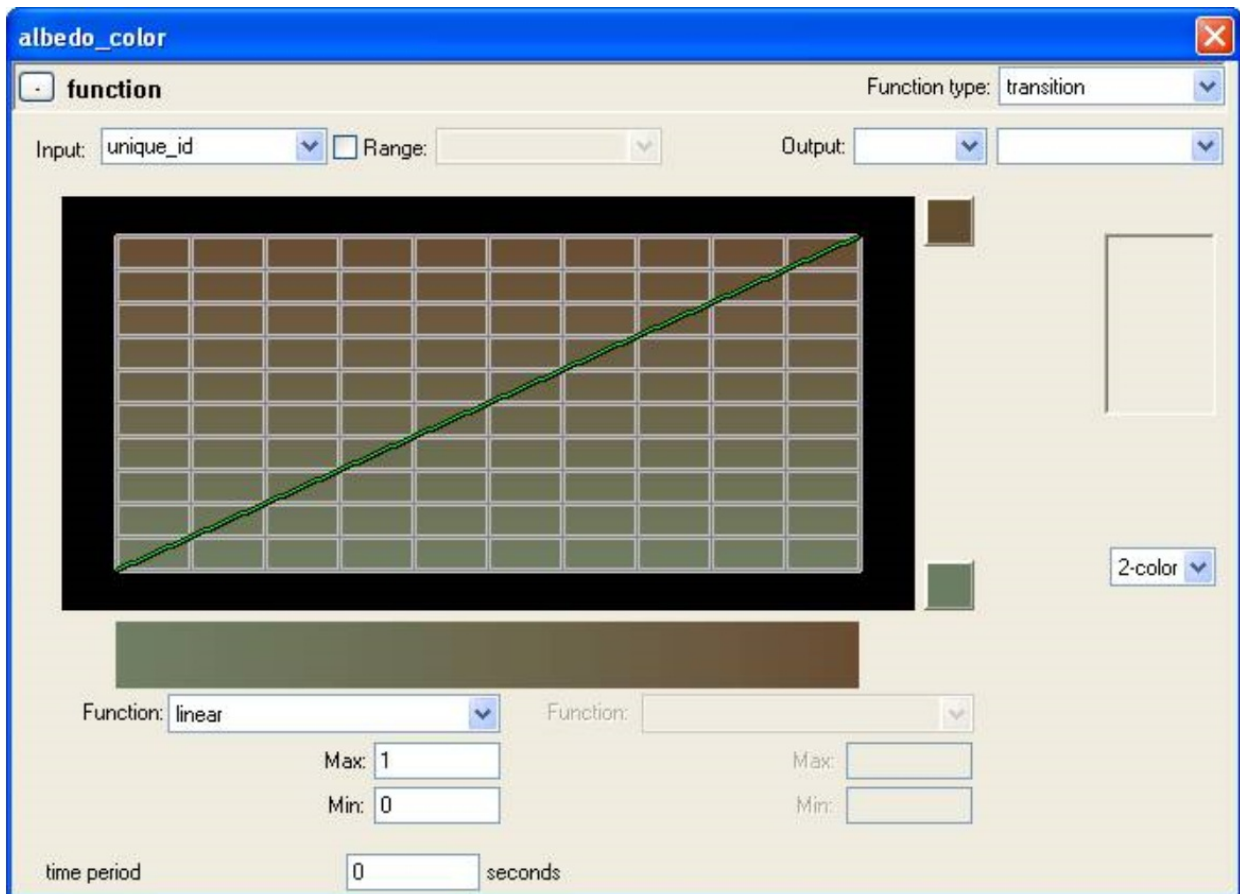 albedo_color
- function Function type: transition
Input: unique_id Range: Output:
2-color
Function: linear Function:
Max: 1 Max:
Min: 0 Min:
time period 0 seconds